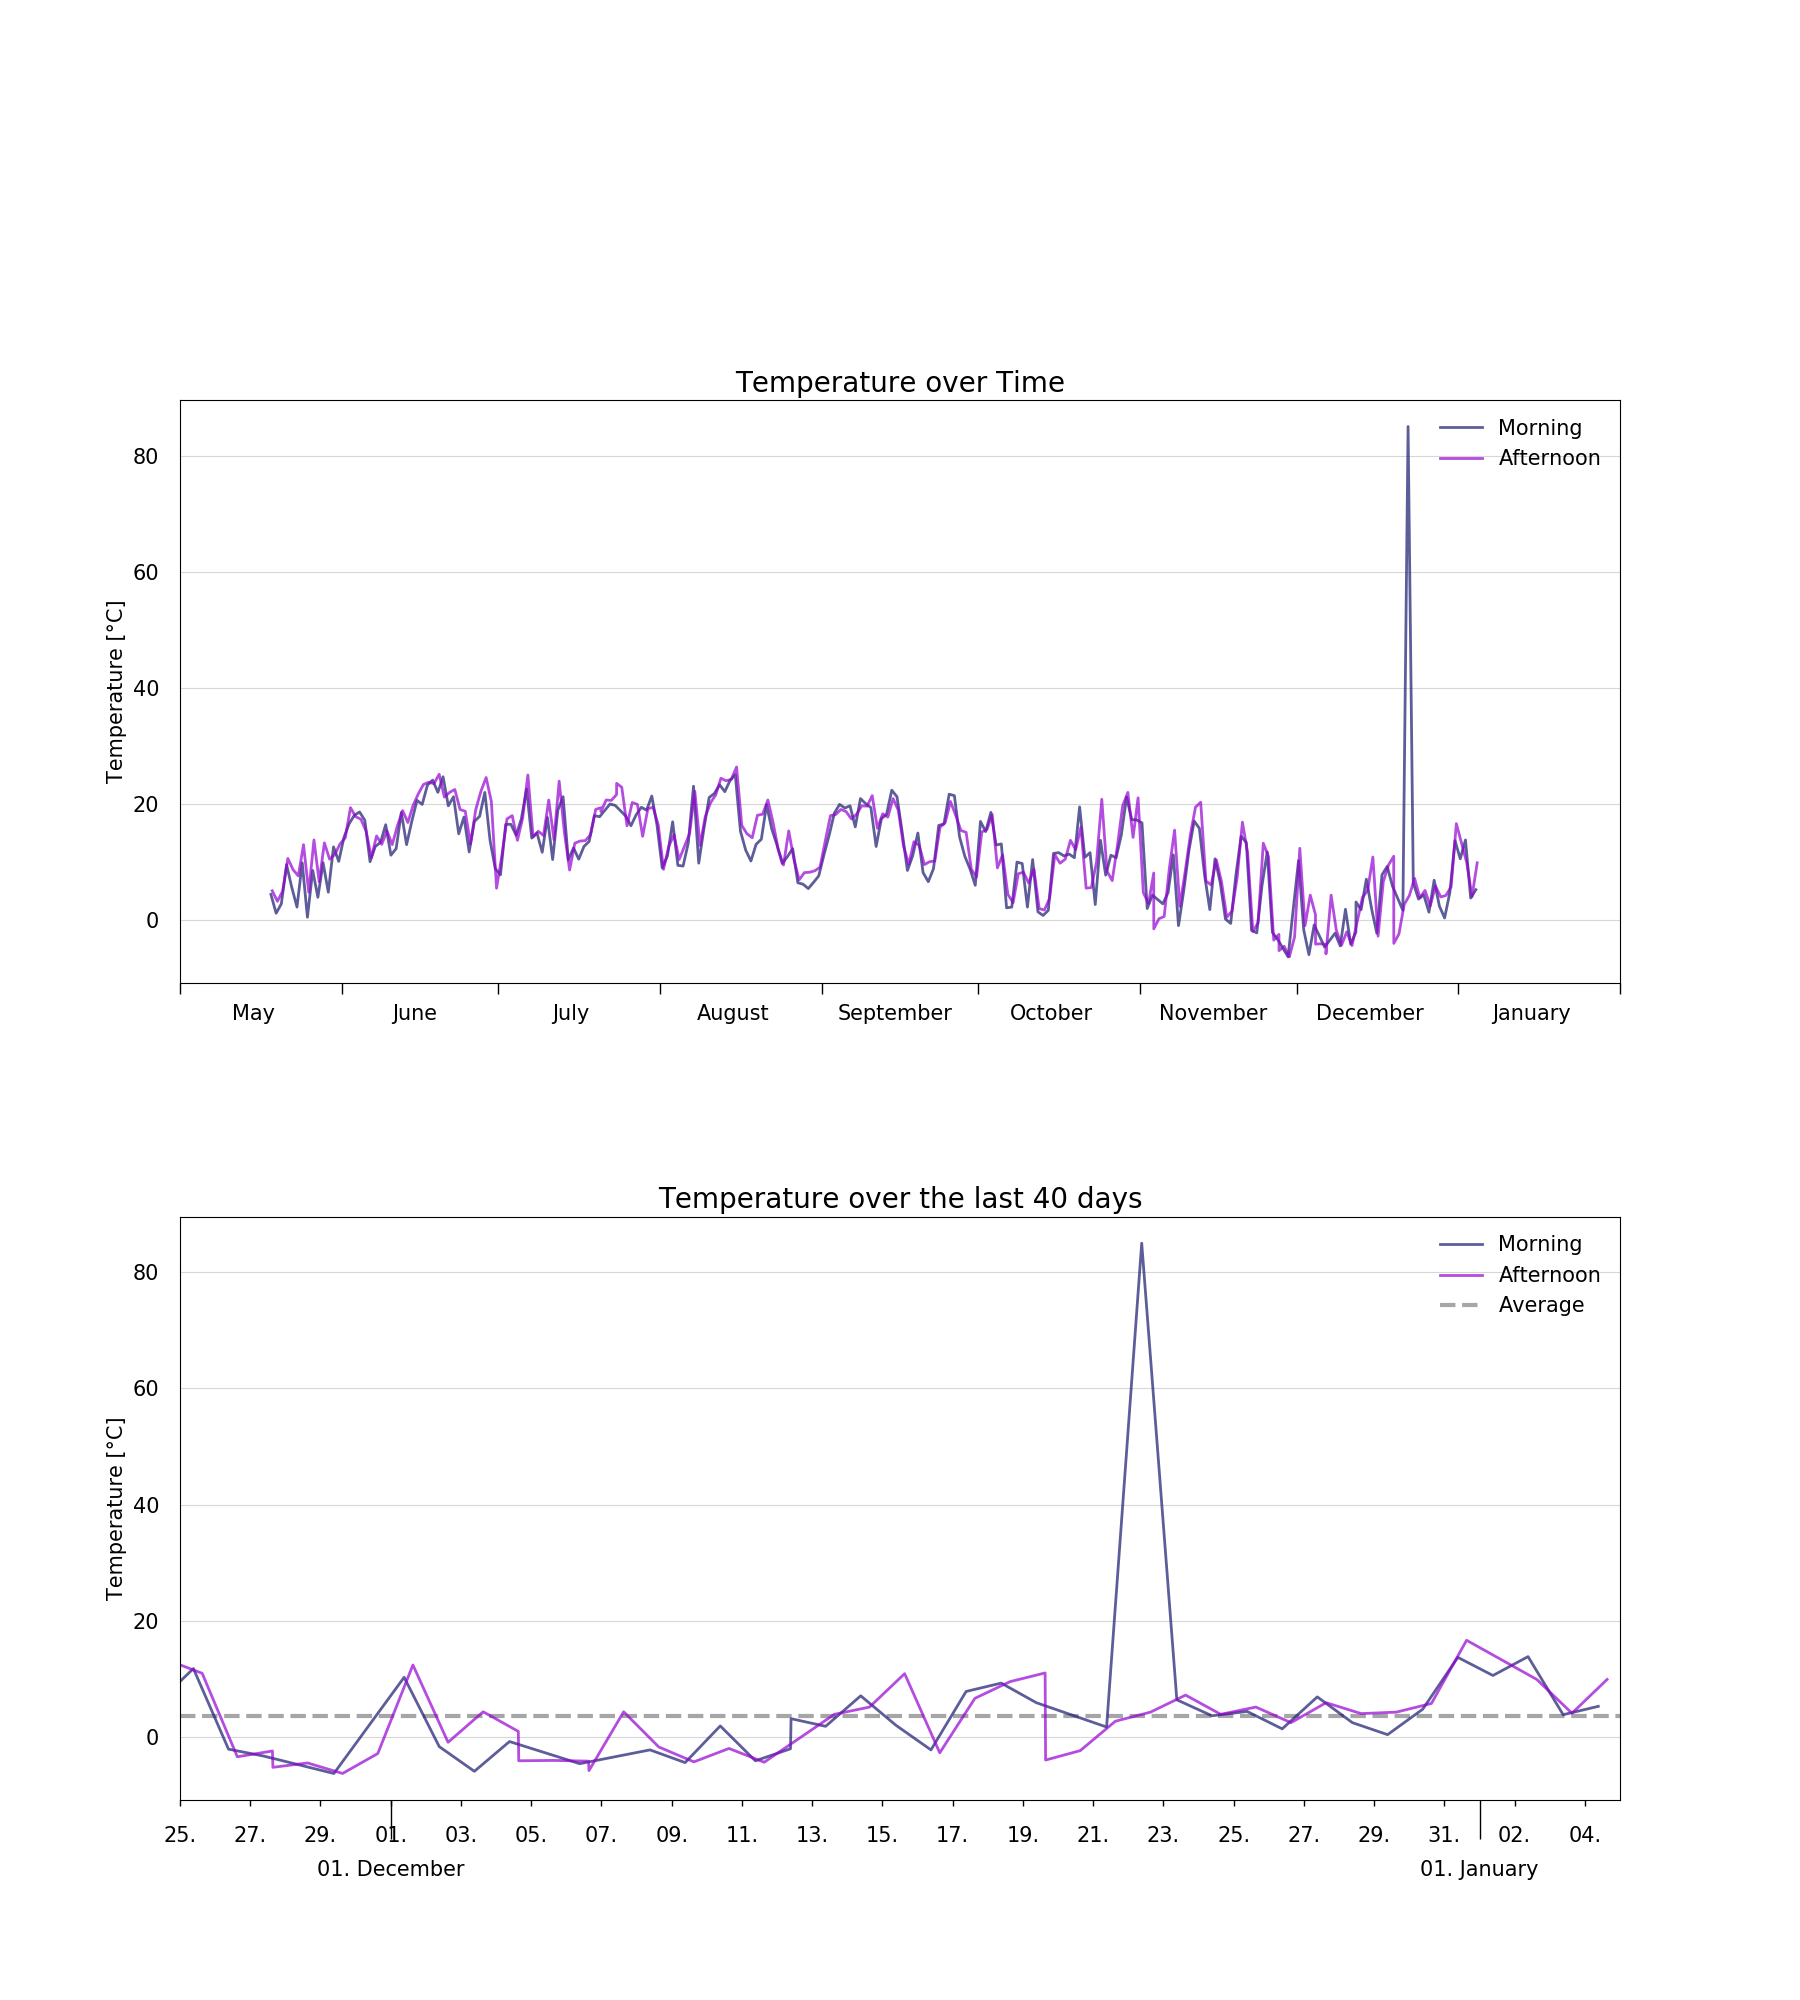 Temperature over Time
Morning
Afternoon
80
60
40
20
0
Temperature [°C]
May June July August September October November December January
Temperature over the last 40 days
Morning
Afternoon
Average
80
60
40
20
0
Temperature [°C]
25. 27. 29. 01. 03. 05. 07. 09. 11. 13. 15. 17. 19. 21. 23. 25. 27. 29. 31. 02. 04.
01. December 01. January